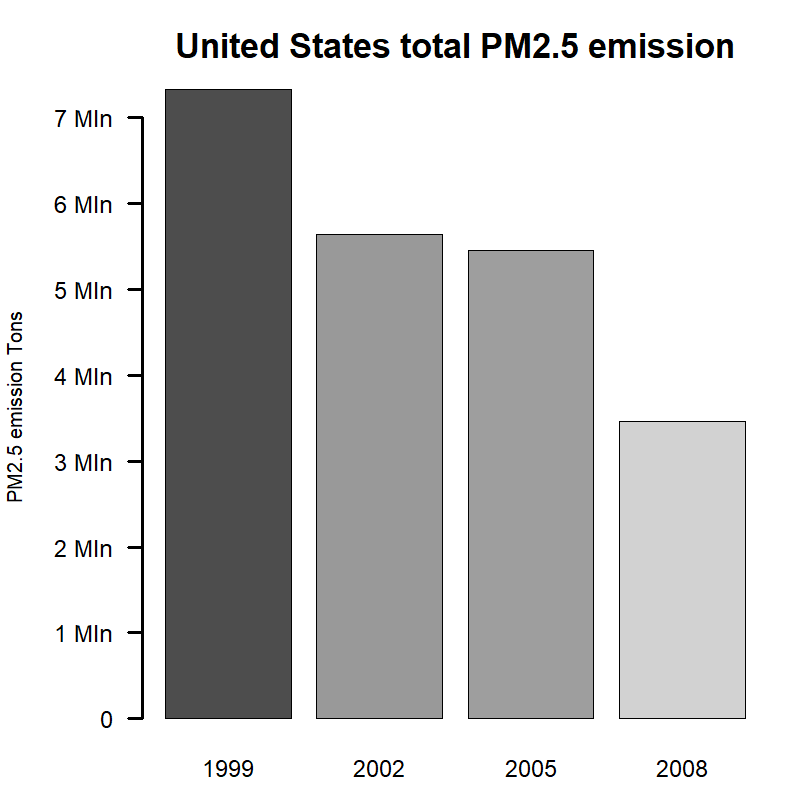 United States total PM2.5 emission
PM2.5 emission Tons
7 Mln
6 Mln
5 Mln
4 Mln
3 Mln
2 Mln
1 Mln
0
1999 2002 2005 2008